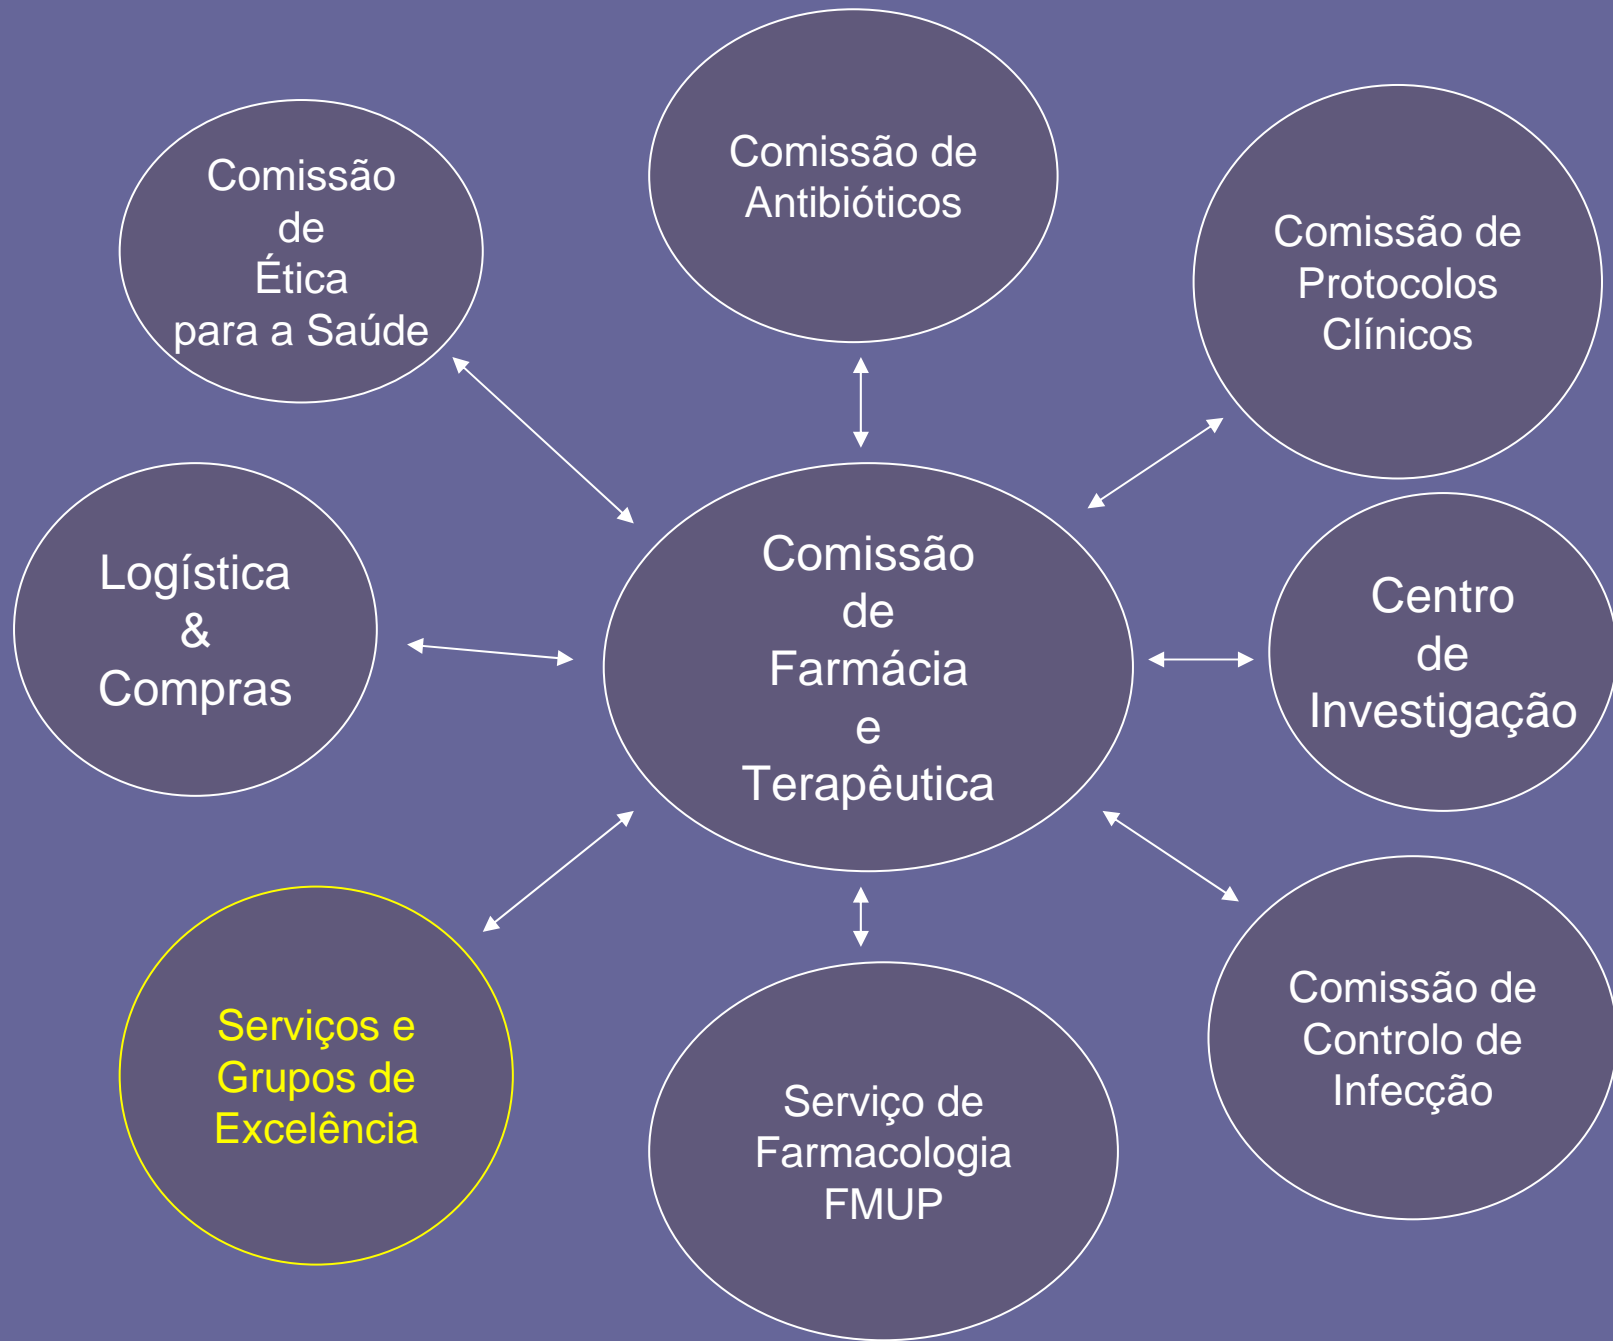 Comissão
de
Ética
para a Saúde
Comissão de
Antibióticos
Comissão de
Protocolos
Clínicos
Logística
&
Compras
Comissão
de
Farmácia
e
Terapêutica
Centro
de
Investigação
Serviços e
Grupos de
Excelência
Serviço de
Farmacologia
FMUP
Comissão de
Controlo de
Infecção